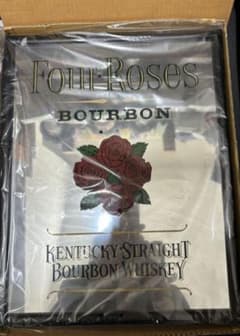 Four Roses
BOURBON
KENTUCKY STRAIGHT
BOURBON WHISKEY